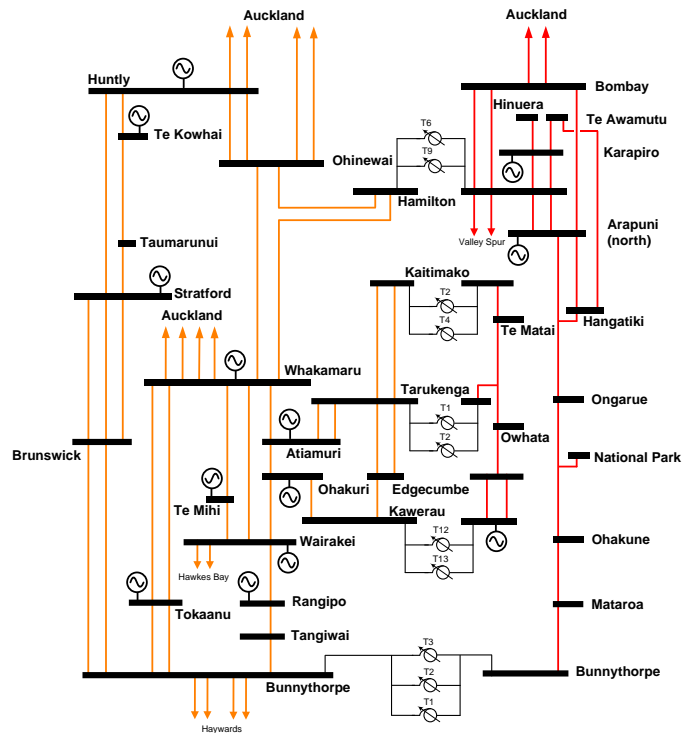 Auckland
Auckland
Huntly
Bombay
Hinuera
Te Awamutu
Te Kowhai
T6
Karapiro
Ohinewai
T9
Hamilton
Arapuni
(north)
Valley Spur
Taumarunui
Kaitimako
Stratford
T2
Auckland
T4
Te Matai
Hangatiki
Whakamaru
Tarukenga
Ongarue
T1
Owhata
Atiamuri
T2
Brunswick
National Park
Ohakuri
Edgecumbe
Te Mihi
Kawerau
T12
Wairakei
Ohakune
T13
Hawkes Bay
Rangipo
Tokaanu
Mataroa
Tangiwai
T3
Bunnythorpe
Bunnythorpe
T2
T1
Haywards